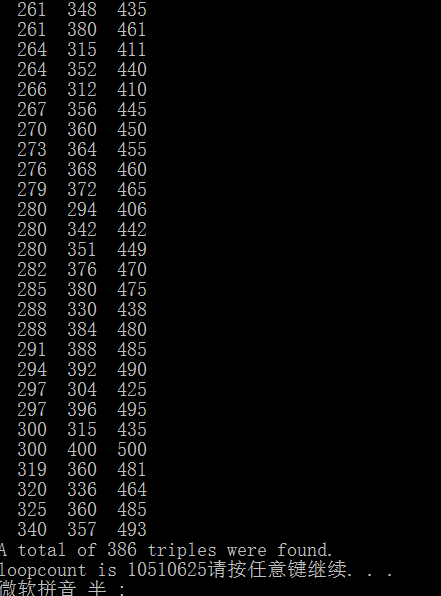 261 348 435
261 380 461
264 315 411
264 352 440
266 312 410
267 356 445
270 360 450
273 364 455
276 368 460
279 372 465
280 294 406
280 342 442
280 351 449
282 376 470
285 380 475
288 330 438
288 384 480
291 388 485
294 392 490
297 304 425
297 396 495
300 315 435
300 400 500
319 360 481
320 336 464
325 360 485
340 357 493
A total of 386 triples were found.
loopcount is 10510625请按任意键继续. . .
微软拼音 半 :